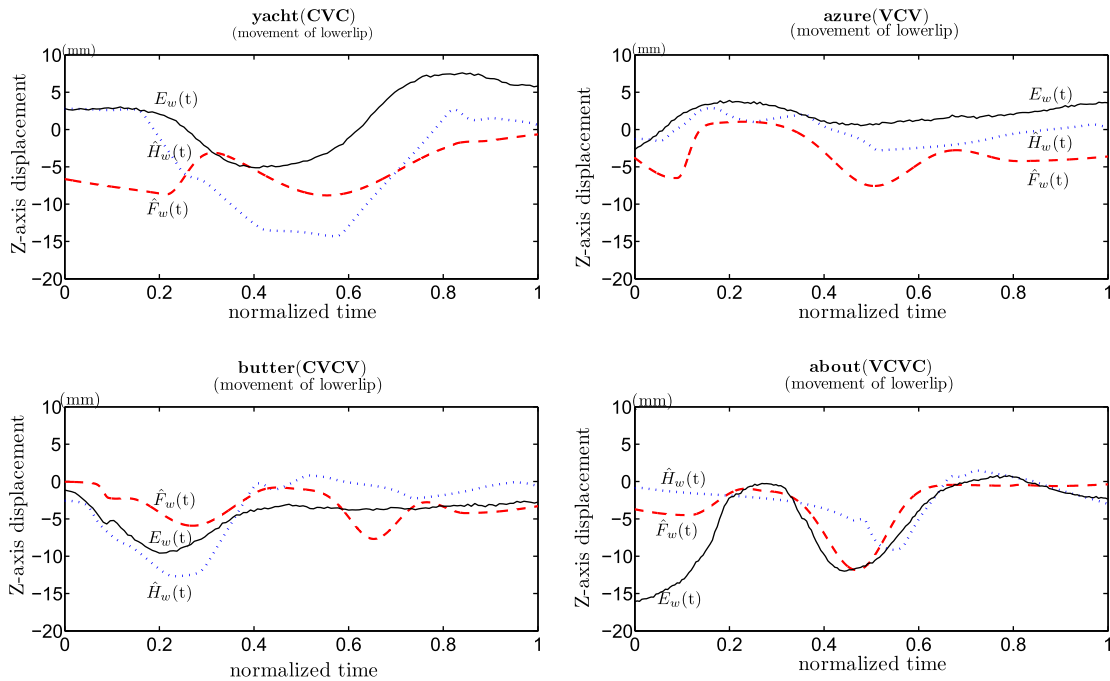 yacht(CVC)
(movement of lowerlip)
(mm)
10
5
0
−5
−10
−15
−20
Z-axis displacement
E_w(t)
Ĥ_w(t)
F̂_w(t)
0 0.2 0.4 0.6 0.8 1
normalized time
azure(VCV)
(movement of lowerlip)
(mm)
10
5
0
−5
−10
−15
−20
Z-axis displacement
E_w(t)
Ĥ_w(t)
F̂_w(t)
0 0.2 0.4 0.6 0.8 1
normalized time
butter(CVCV)
(movement of lowerlip)
(mm)
10
5
0
−5
−10
−15
−20
Z-axis displacement
F̂_w(t)
E_w(t)
Ĥ_w(t)
0 0.2 0.4 0.6 0.8 1
normalized time
about(VCVC)
(movement of lowerlip)
(mm)
10
5
0
−5
−10
−15
−20
Z-axis displacement
Ĥ_w(t)
F̂_w(t)
E_w(t)
0 0.2 0.4 0.6 0.8 1
normalized time